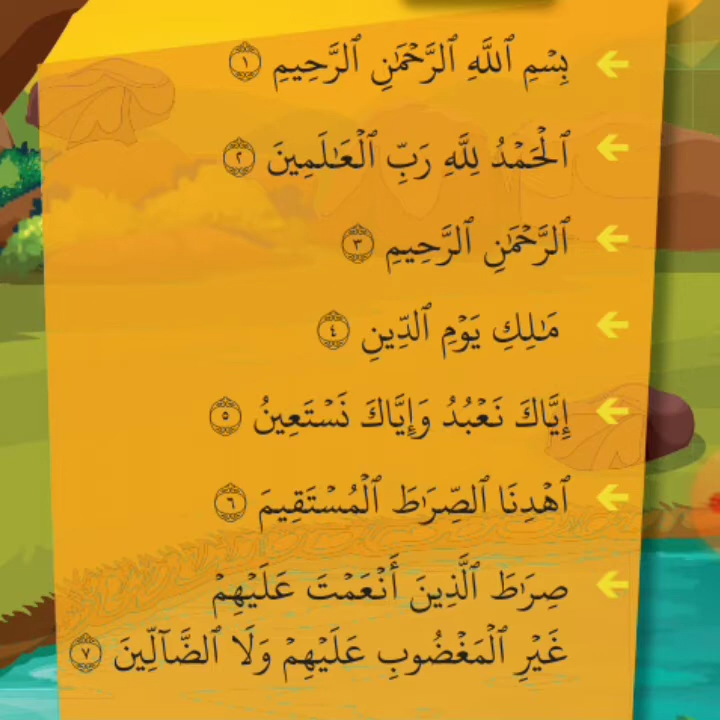 بِسْمِ ٱللَّهِ ٱلرَّحْمَٰنِ ٱلرَّحِيمِ ١
ٱلْحَمْدُ لِلَّهِ رَبِّ ٱلْعَٰلَمِينَ ٢
ٱلرَّحْمَٰنِ ٱلرَّحِيمِ ٣
مَٰلِكِ يَوْمِ ٱلدِّينِ ٤
إِيَّاكَ نَعْبُدُ وَإِيَّاكَ نَسْتَعِينُ ٥
ٱهْدِنَا ٱلصِّرَٰطَ ٱلْمُسْتَقِيمَ ٦
صِرَٰطَ ٱلَّذِينَ أَنْعَمْتَ عَلَيْهِمْ
غَيْرِ ٱلْمَغْضُوبِ عَلَيْهِمْ وَلَا ٱلضَّآلِّينَ ٧